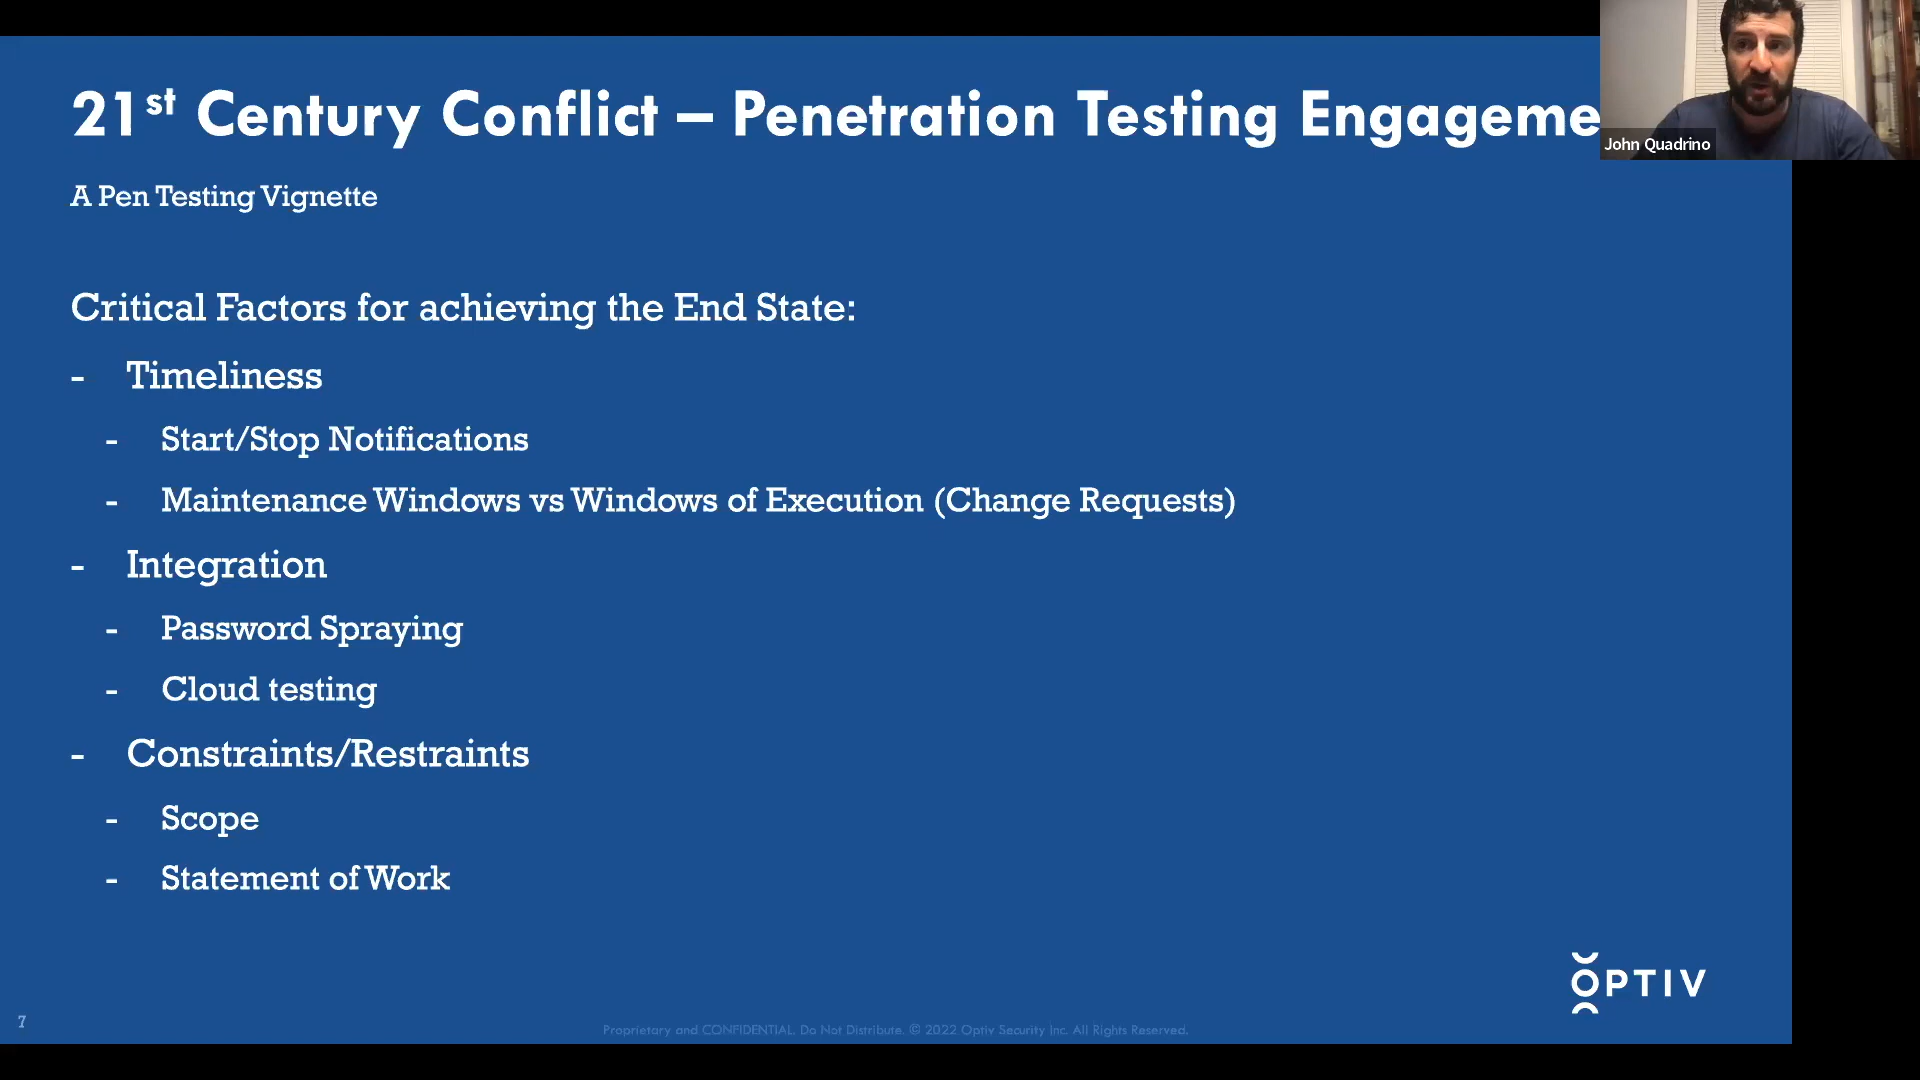 21st Century Conflict – Penetration Testing Engageme
John Quadrino
A Pen Testing Vignette
Critical Factors for achieving the End State:
- Timeliness
- Start/Stop Notifications
- Maintenance Windows vs Windows of Execution (Change Requests)
- Integration
- Password Spraying
- Cloud testing
- Constraints/Restraints
- Scope
- Statement of Work
OPTIV
7
Proprietary and CONFIDENTIAL. Do Not Distribute. © 2022 Optiv Security Inc. All Rights Reserved.